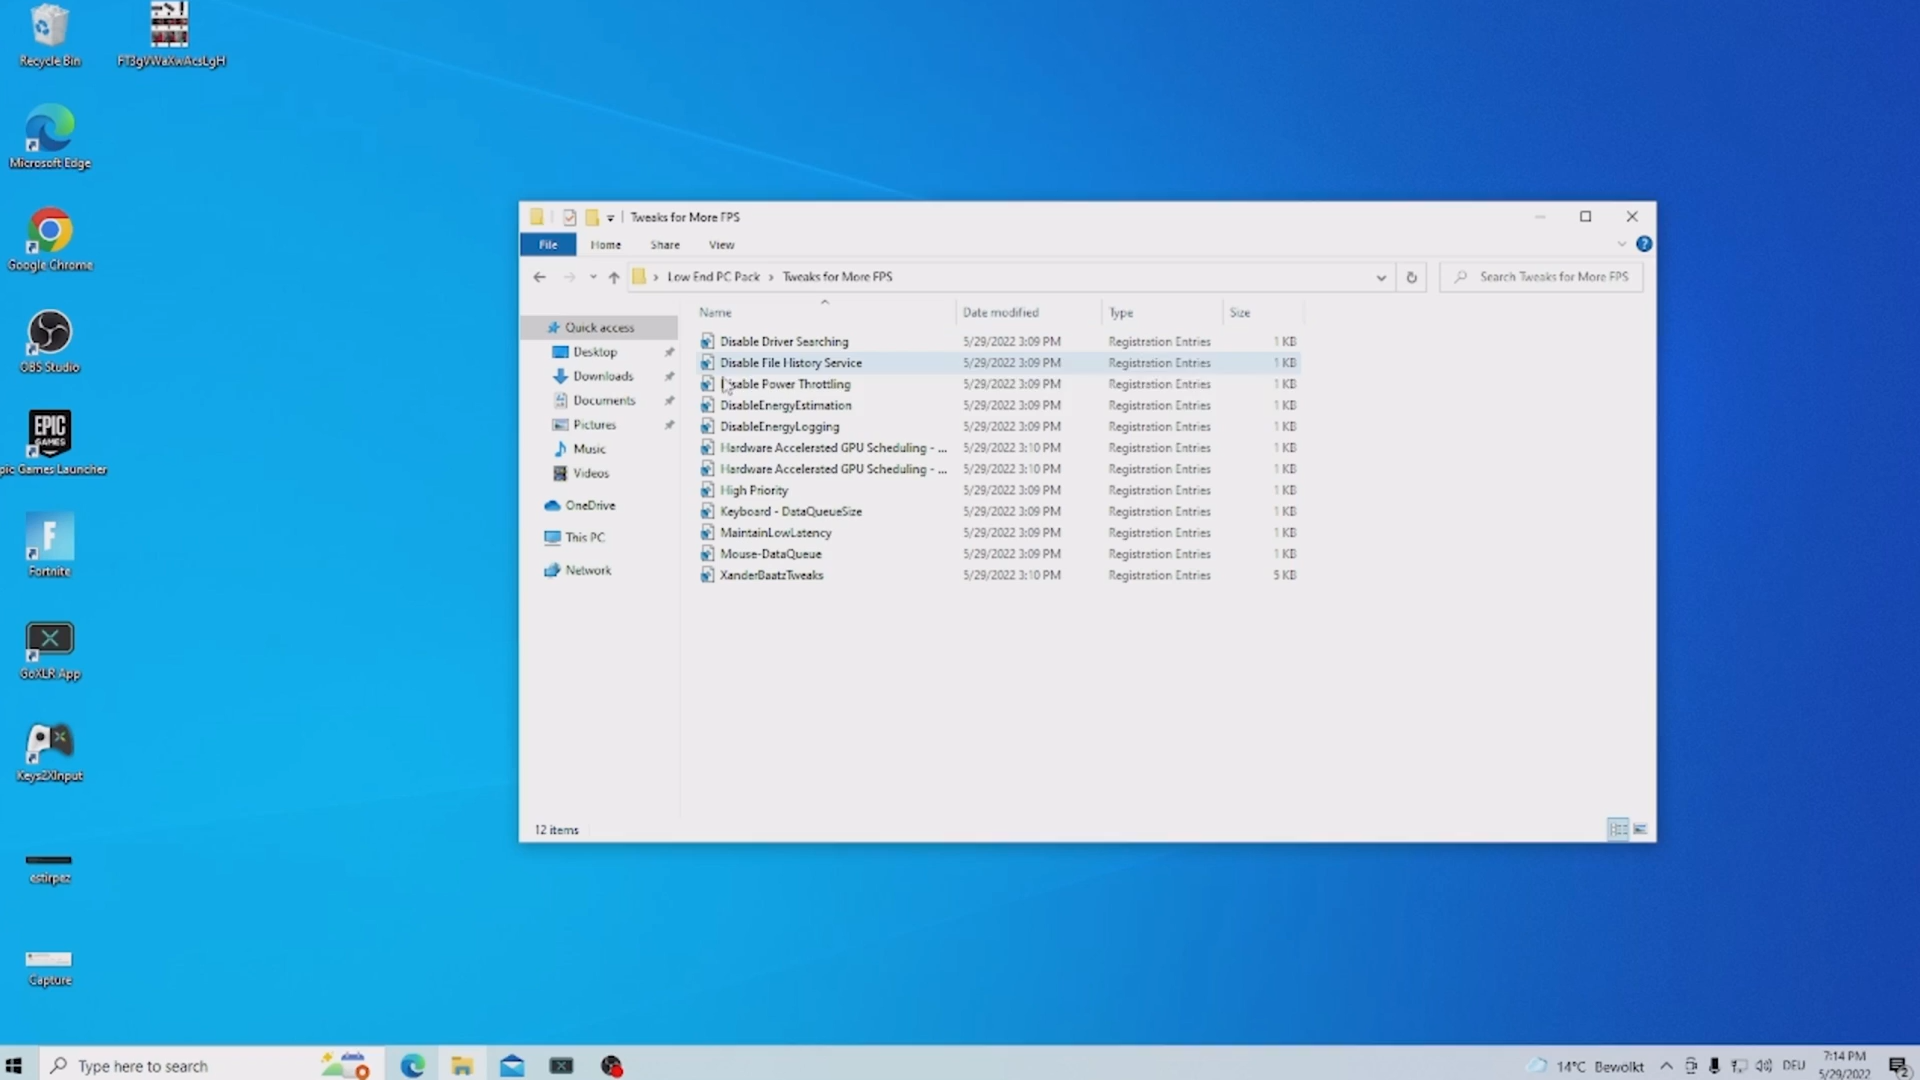 Recycle Bin
FT3gVWaXwAcsLgH
Microsoft Edge
Google Chrome
OBS Studio
EPIC
GAMES
Epic Games Launcher
Fortnite
GoXLR App
Keys2XInput
estirpez
Capture
Tweaks for More FPS
File Home Share View
Low End PC Pack > Tweaks for More FPS
Search Tweaks for More FPS
Quick access
Desktop
Downloads
Documents
Pictures
Music
Videos
OneDrive
This PC
Network
Name Date modified Type Size
Disable Driver Searching 5/29/2022 3:09 PM Registration Entries 1 KB
Disable File History Service 5/29/2022 3:09 PM Registration Entries 1 KB
Disable Power Throttling 5/29/2022 3:09 PM Registration Entries 1 KB
DisableEnergyEstimation 5/29/2022 3:09 PM Registration Entries 1 KB
DisableEnergyLogging 5/29/2022 3:09 PM Registration Entries 1 KB
Hardware Accelerated GPU Scheduling - ... 5/29/2022 3:10 PM Registration Entries 1 KB
Hardware Accelerated GPU Scheduling - ... 5/29/2022 3:10 PM Registration Entries 1 KB
High Priority 5/29/2022 3:09 PM Registration Entries 1 KB
Keyboard - DataQueueSize 5/29/2022 3:09 PM Registration Entries 1 KB
MaintainLowLatency 5/29/2022 3:09 PM Registration Entries 1 KB
Mouse-DataQueue 5/29/2022 3:09 PM Registration Entries 1 KB
XanderBaatzTweaks 5/29/2022 3:10 PM Registration Entries 5 KB
12 items
Type here to search
14°C Bewölkt
DEU
7:14 PM
5/29/2022
2